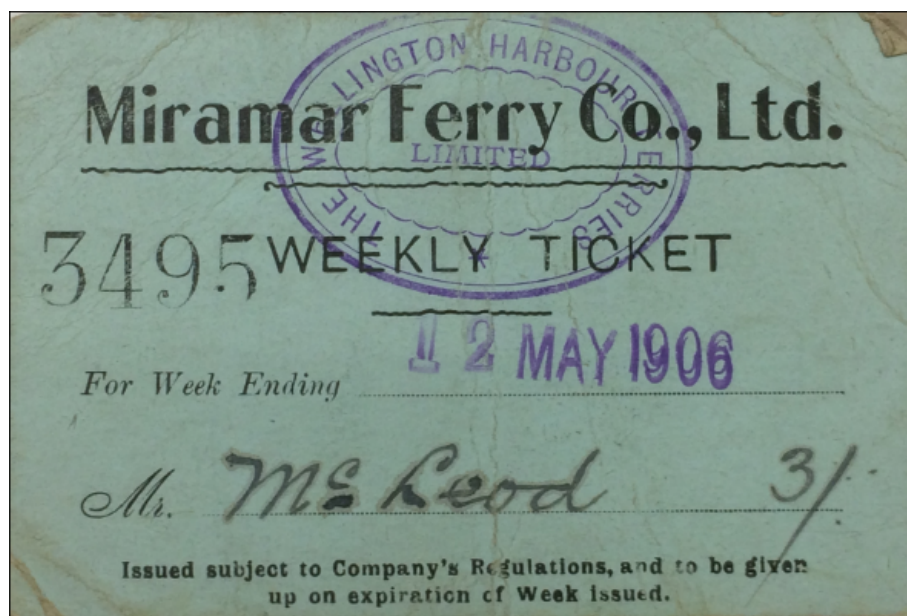 THE WELLINGTON HARBOUR FERRIES
LIMITED
Miramar Ferry Co., Ltd.
3495 WEEKLY TICKET
For Week Ending 12 MAY 1906
Mr. McLeod 3/-
Issued subject to Company's Regulations, and to be given
up on expiration of Week issued.